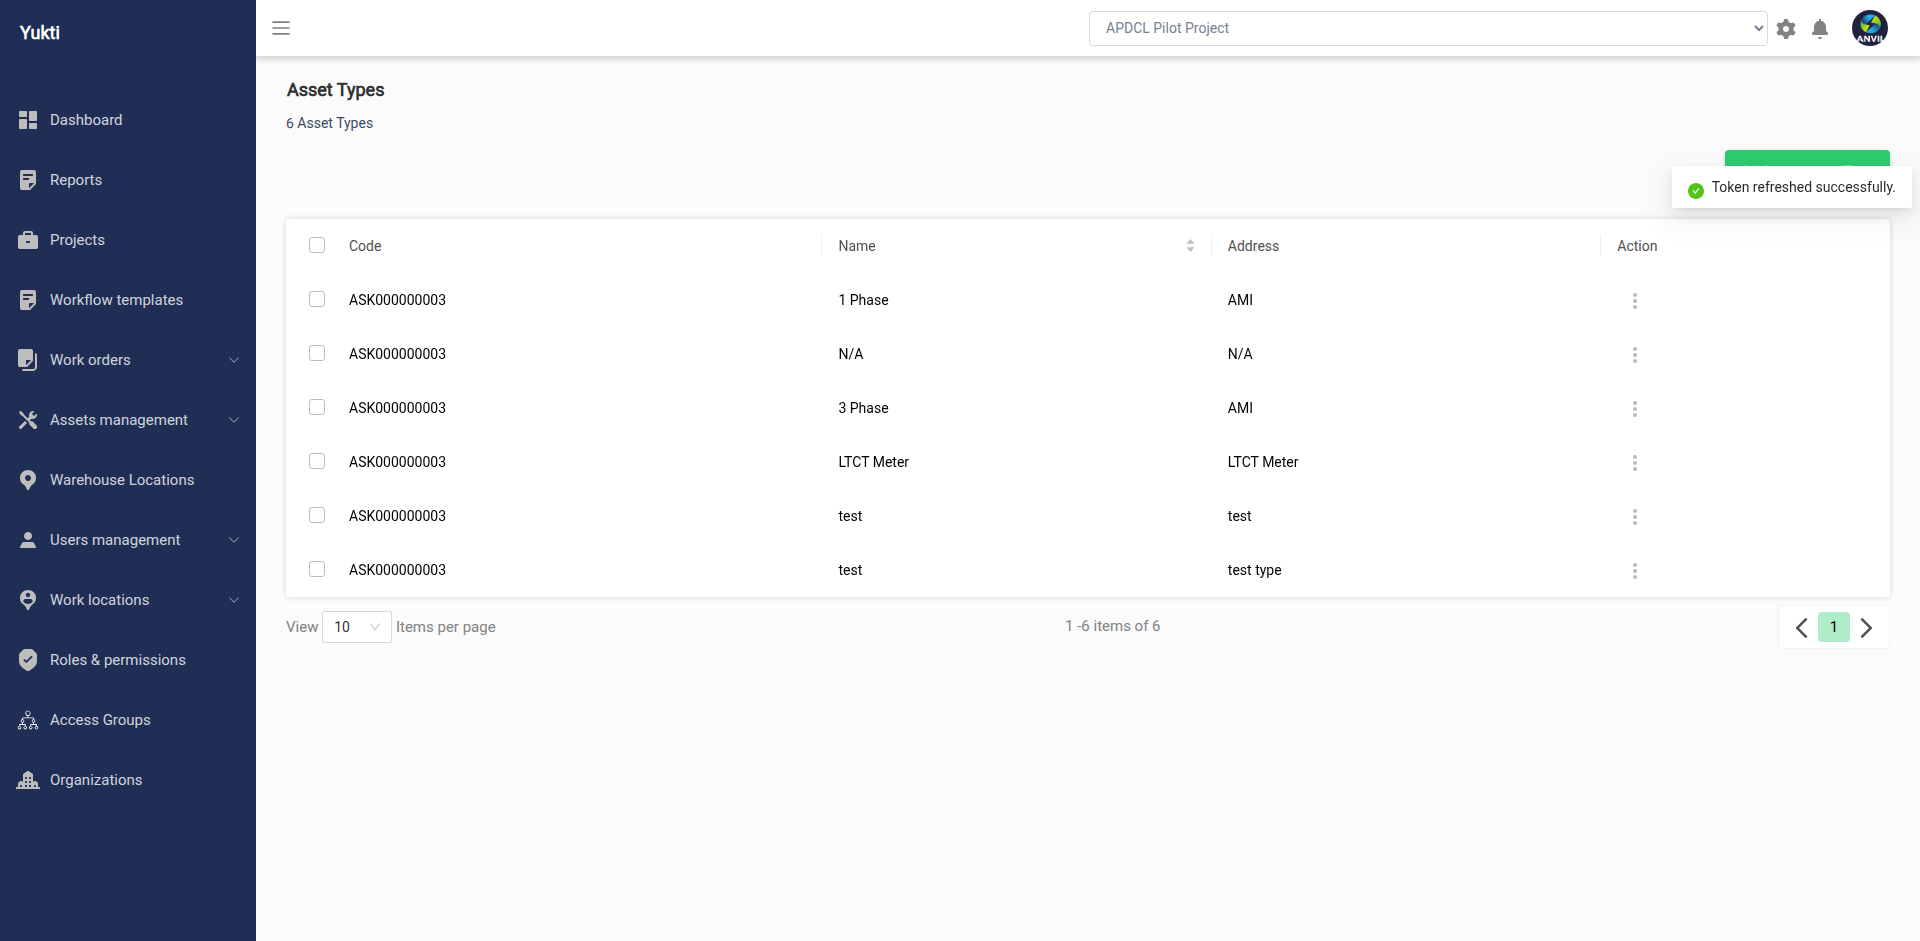 Yukti
APDCL Pilot Project
ANVIL
Dashboard
Reports
Projects
Workflow templates
Work orders
Assets management
Warehouse Locations
Users management
Work locations
Roles & permissions
Access Groups
Organizations
Asset Types
6 Asset Types
Token refreshed successfully.
Code Name Address Action
ASK000000003 1 Phase AMI
ASK000000003 N/A N/A
ASK000000003 3 Phase AMI
ASK000000003 LTCT Meter LTCT Meter
ASK000000003 test test
ASK000000003 test test type
View 10 Items per page
1 -6 items of 6
1